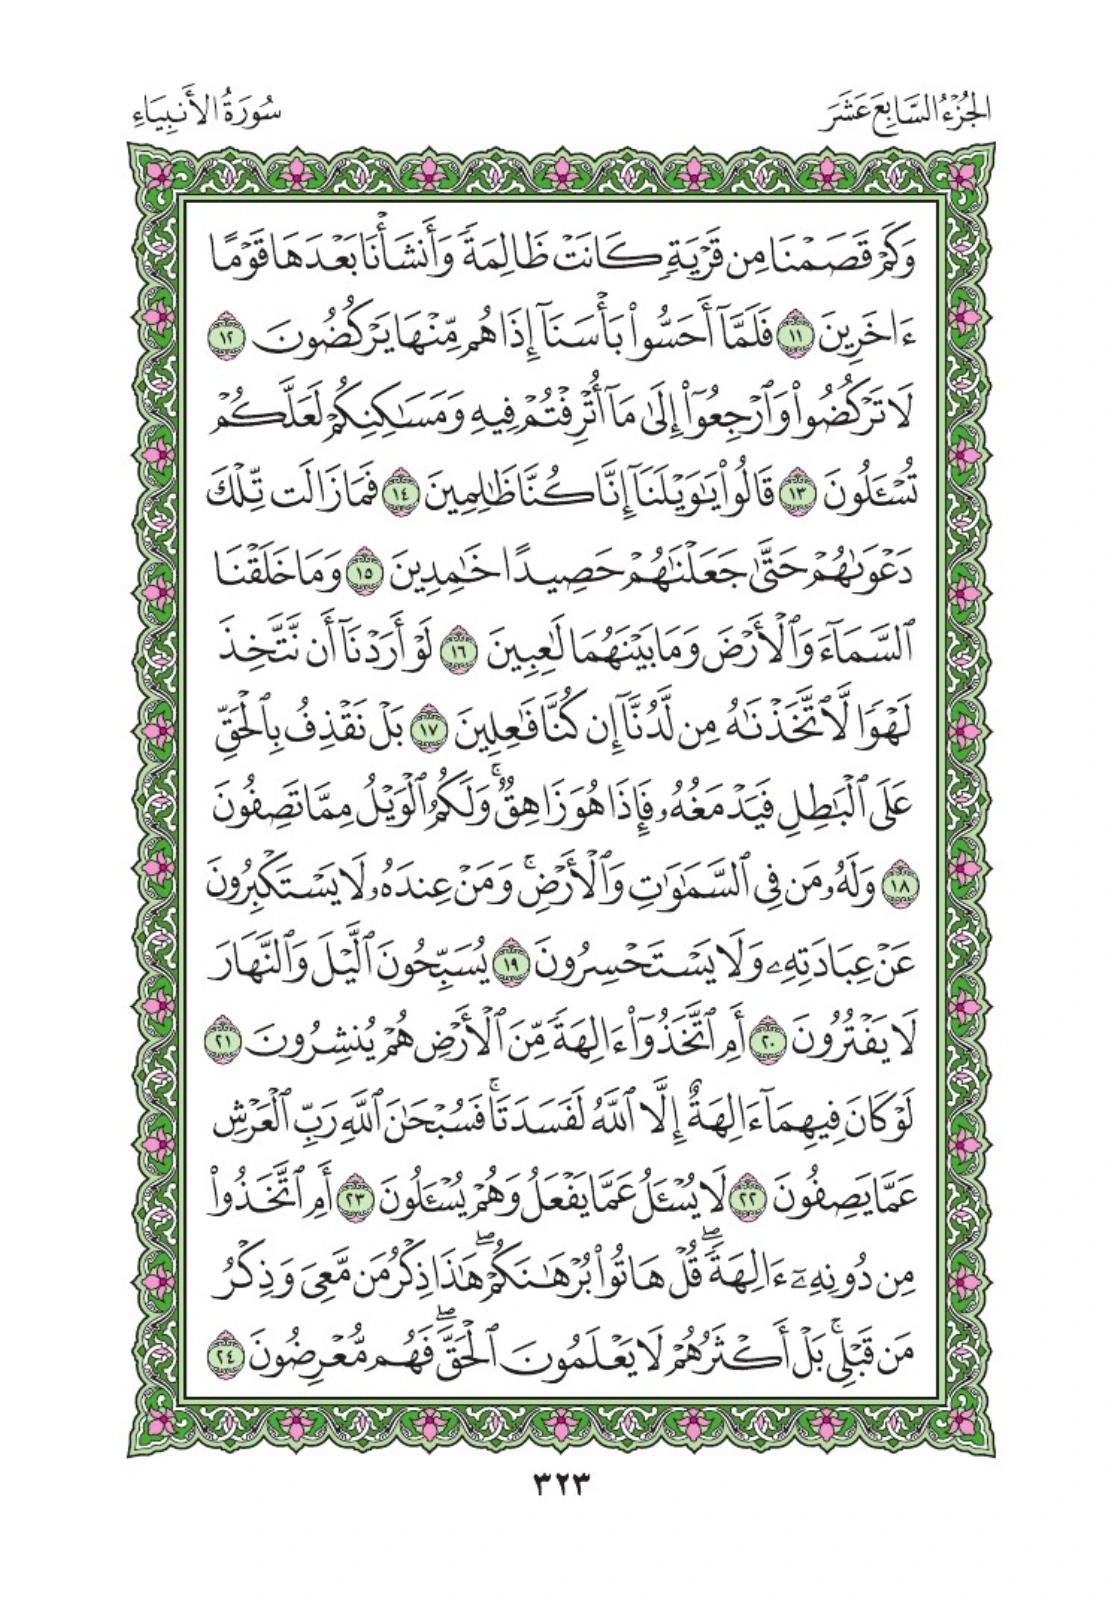 الجُزْءُ السَّابِعَ عَشَرَ
سُورَةُ الأَنبِيَاءِ
وَكَمْ قَصَمْنَا مِن قَرْيَةٍ كَانَتْ ظَالِمَةً وَأَنشَأْنَا بَعْدَهَا قَوْمًا
ءَاخَرِينَ ١١ فَلَمَّآ أَحَسُّوا۟ بَأْسَنَآ إِذَا هُم مِّنْهَا يَرْكُضُونَ ١٢
لَا تَرْكُضُوا۟ وَٱرْجِعُوٓا۟ إِلَىٰ مَآ أُتْرِفْتُمْ فِيهِ وَمَسَٰكِنِكُمْ لَعَلَّكُمْ
تُسْـَٔلُونَ ١٣ قَالُوا۟ يَٰوَيْلَنَآ إِنَّا كُنَّا ظَٰلِمِينَ ١٤ فَمَا زَالَت تِّلْكَ
دَعْوَىٰهُمْ حَتَّىٰ جَعَلْنَٰهُمْ حَصِيدًا خَٰمِدِينَ ١٥ وَمَا خَلَقْنَا
ٱلسَّمَآءَ وَٱلْأَرْضَ وَمَا بَيْنَهُمَا لَٰعِبِينَ ١٦ لَوْ أَرَدْنَآ أَن نَّتَّخِذَ
لَهْوًا لَّٱتَّخَذْنَٰهُ مِن لَّدُنَّآ إِن كُنَّا فَٰعِلِينَ ١٧ بَلْ نَقْذِفُ بِٱلْحَقِّ
عَلَى ٱلْبَٰطِلِ فَيَدْمَغُهُۥ فَإِذَا هُوَ زَاهِقٌ ۚ وَلَكُمُ ٱلْوَيْلُ مِمَّا تَصِفُونَ
١٨ وَلَهُۥ مَن فِى ٱلسَّمَٰوَٰتِ وَٱلْأَرْضِ ۚ وَمَنْ عِندَهُۥ لَا يَسْتَكْبِرُونَ
عَنْ عِبَادَتِهِۦ وَلَا يَسْتَحْسِرُونَ ١٩ يُسَبِّحُونَ ٱلَّيْلَ وَٱلنَّهَارَ
لَا يَفْتُرُونَ ٢٠ أَمِ ٱتَّخَذُوٓا۟ ءَالِهَةً مِّنَ ٱلْأَرْضِ هُمْ يُنشِرُونَ ٢١
لَوْ كَانَ فِيهِمَآ ءَالِهَةٌ إِلَّا ٱللَّهُ لَفَسَدَتَا ۚ فَسُبْحَٰنَ ٱللَّهِ رَبِّ ٱلْعَرْشِ
عَمَّا يَصِفُونَ ٢٢ لَا يُسْـَٔلُ عَمَّا يَفْعَلُ وَهُمْ يُسْـَٔلُونَ ٢٣ أَمِ ٱتَّخَذُوا۟
مِن دُونِهِۦٓ ءَالِهَةً ۖ قُلْ هَاتُوا۟ بُرْهَٰنَكُمْ ۖ هَٰذَا ذِكْرُ مَن مَّعِىَ وَذِكْرُ
مَن قَبْلِى ۚ بَلْ أَكْثَرُهُمْ لَا يَعْلَمُونَ ٱلْحَقَّ ۖ فَهُم مُّعْرِضُونَ ٢٤
٣٢٣